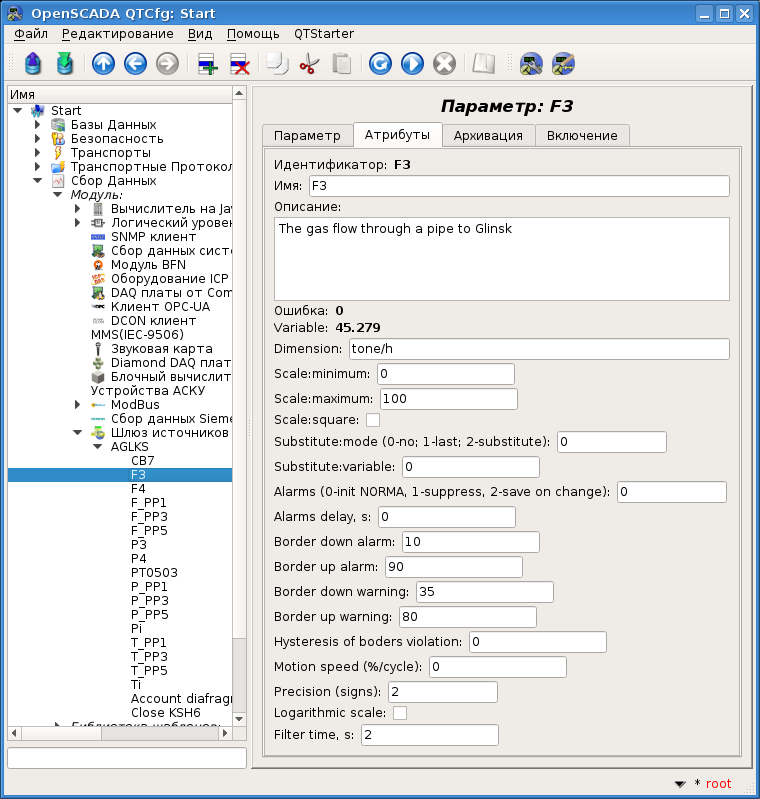 OpenSCADA QTCfg: Start
Файл Редактирование Вид Помощь QTStarter
Имя
Start
Базы Данных
Безопасность
Транспорты
Транспортные Протокол
Сбор Данных
Модуль:
Вычислитель на Ja
Логический уровен
SNMP клиент
Сбор данных сист
Модуль BFN
Оборудование ICP
DAQ платы от Com
Клиент OPC-UA
DCON клиент
MMS(IEC-9506)
Звуковая карта
Diamond DAQ плат
Блочный вычислит
Устройства АСКУ
ModBus
Сбор данных Sieme
Шлюз источников
AGLKS
CB7
F3
F4
F_PP1
F_PP3
F_PP5
P3
P4
PT0503
P_PP1
P_PP3
P_PP5
Pi
T_PP1
T_PP3
T_PP5
Ti
Account diafragr
Close KSH6
Библиотека шаблонов:
Параметр: F3
Параметр Атрибуты Архивация Включение
Идентификатор: F3
Имя: F3
Описание:
The gas flow through a pipe to Glinsk
Ошибка: 0
Variable: 45.279
Dimension: tone/h
Scale:minimum: 0
Scale:maximum: 100
Scale:square:
Substitute:mode (0-no; 1-last; 2-substitute): 0
Substitute:variable: 0
Alarms (0-init NORMA, 1-suppress, 2-save on change): 0
Alarms delay, s: 0
Border down alarm: 10
Border up alarm: 90
Border down warning: 35
Border up warning: 80
Hysteresis of boders violation: 0
Motion speed (%/cycle): 0
Precision (signs): 2
Logarithmic scale:
Filter time, s: 2
* root